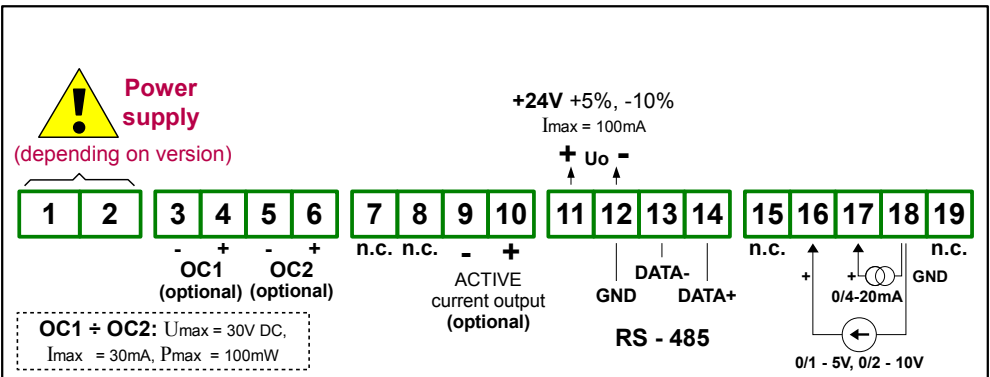 Power
supply
(depending on version)
+24V +5%, -10%
Imax = 100mA
+ Uo -
1 2 3 4 5 6 7 8 9 10 11 12 13 14 15 16 17 18 19
- + - + n.c. n.c. - + n.c. n.c.
OC1 OC2
(optional) (optional)
ACTIVE
current output
(optional)
GND DATA- DATA+
RS - 485
+ + GND
0/4-20mA
0/1 - 5V, 0/2 - 10V
OC1 ÷ OC2: Umax = 30V DC,
Imax = 30mA, Pmax = 100mW